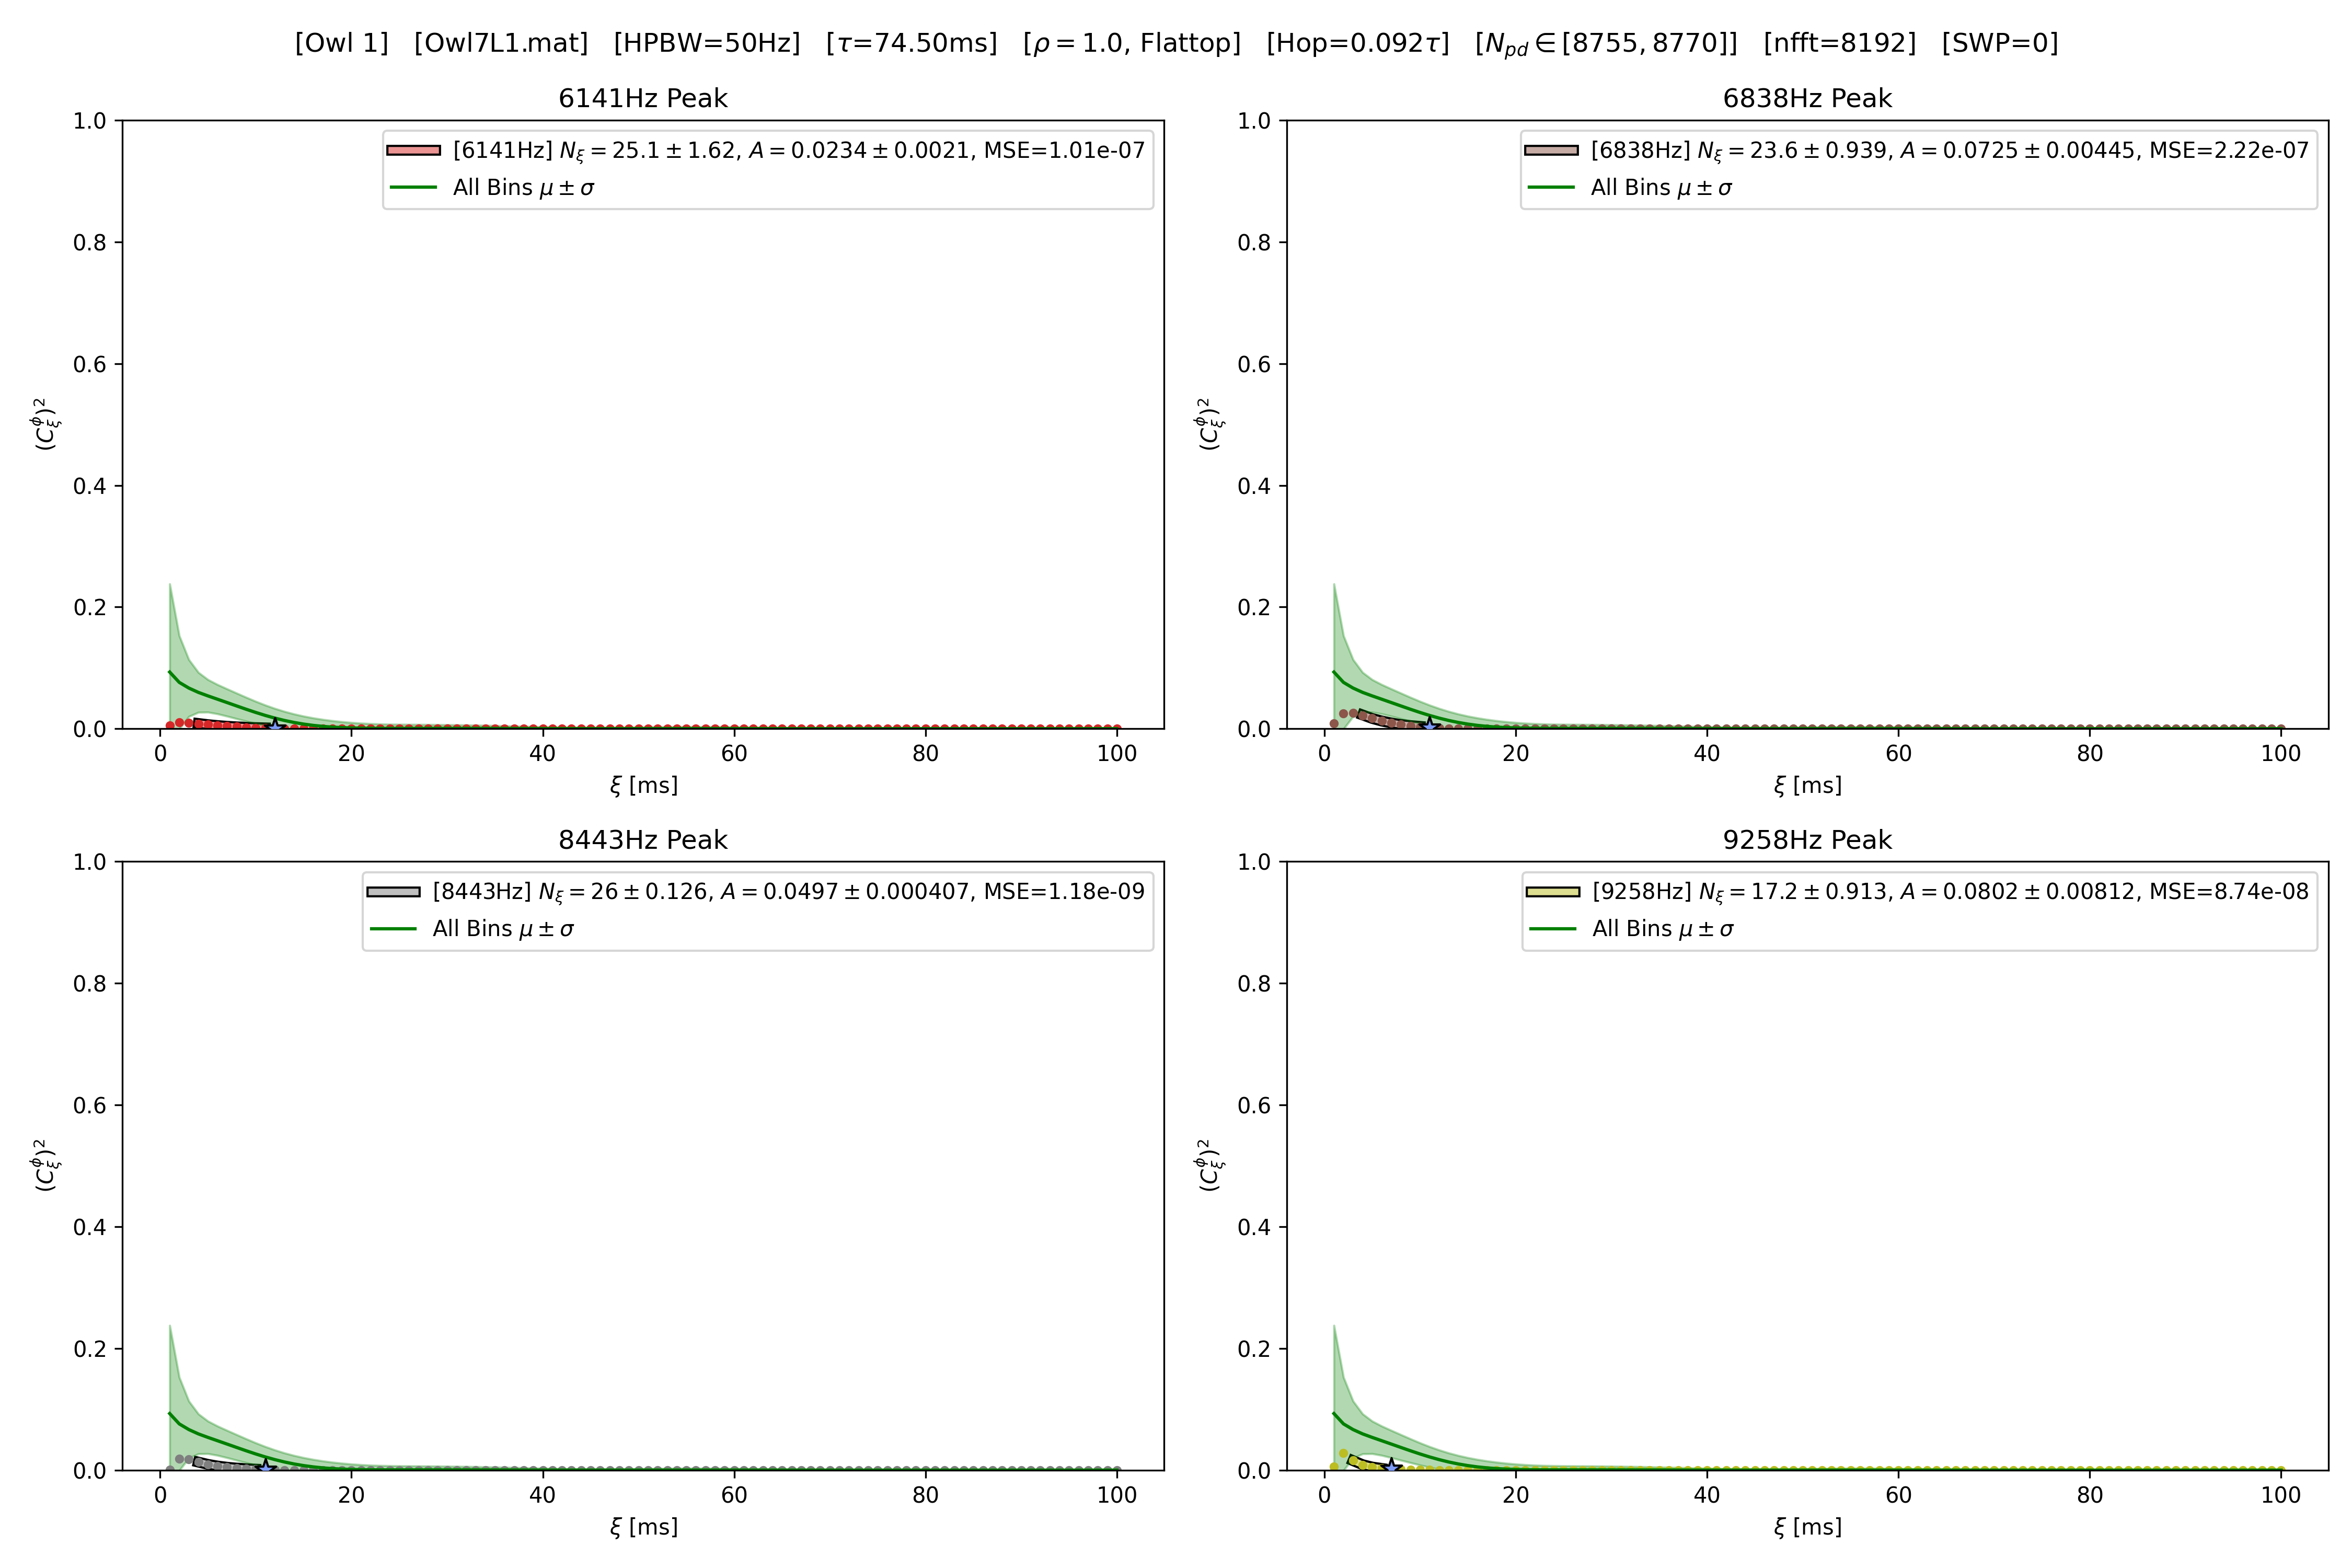 [Owl 1] [Owl7L1.mat] [HPBW=50Hz] [τ=74.50ms] [ρ = 1.0, Flattop] [Hop=0.092τ] [N_pd ∈ [8755, 8770]] [nfft=8192] [SWP=0]
6141Hz Peak
[6141Hz] N_ξ = 25.1 ± 1.62, A = 0.0234 ± 0.0021, MSE=1.01e-07
All Bins μ ± σ
1.0
0.8
0.6
0.4
0.2
0.0
(C_ξ^ϕ)²
0 20 40 60 80 100
ξ [ms]
6838Hz Peak
[6838Hz] N_ξ = 23.6 ± 0.939, A = 0.0725 ± 0.00445, MSE=2.22e-07
All Bins μ ± σ
1.0
0.8
0.6
0.4
0.2
0.0
(C_ξ^ϕ)²
0 20 40 60 80 100
ξ [ms]
8443Hz Peak
[8443Hz] N_ξ = 26 ± 0.126, A = 0.0497 ± 0.000407, MSE=1.18e-09
All Bins μ ± σ
1.0
0.8
0.6
0.4
0.2
0.0
(C_ξ^ϕ)²
0 20 40 60 80 100
ξ [ms]
9258Hz Peak
[9258Hz] N_ξ = 17.2 ± 0.913, A = 0.0802 ± 0.00812, MSE=8.74e-08
All Bins μ ± σ
1.0
0.8
0.6
0.4
0.2
0.0
(C_ξ^ϕ)²
0 20 40 60 80 100
ξ [ms]